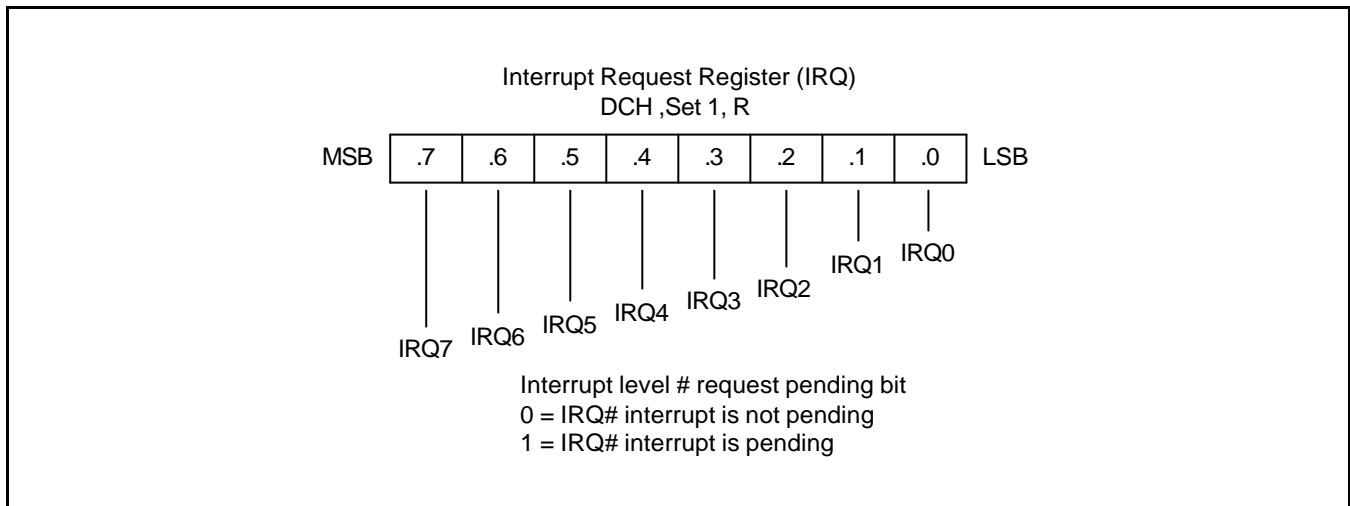 Interrupt Request Register (IRQ)
DCH ,Set 1, R
MSB .7 .6 .5 .4 .3 .2 .1 .0 LSB
IRQ7 IRQ6 IRQ5 IRQ4 IRQ3 IRQ2 IRQ1 IRQ0
Interrupt level # request pending bit
0 = IRQ# interrupt is not pending
1 = IRQ# interrupt is pending